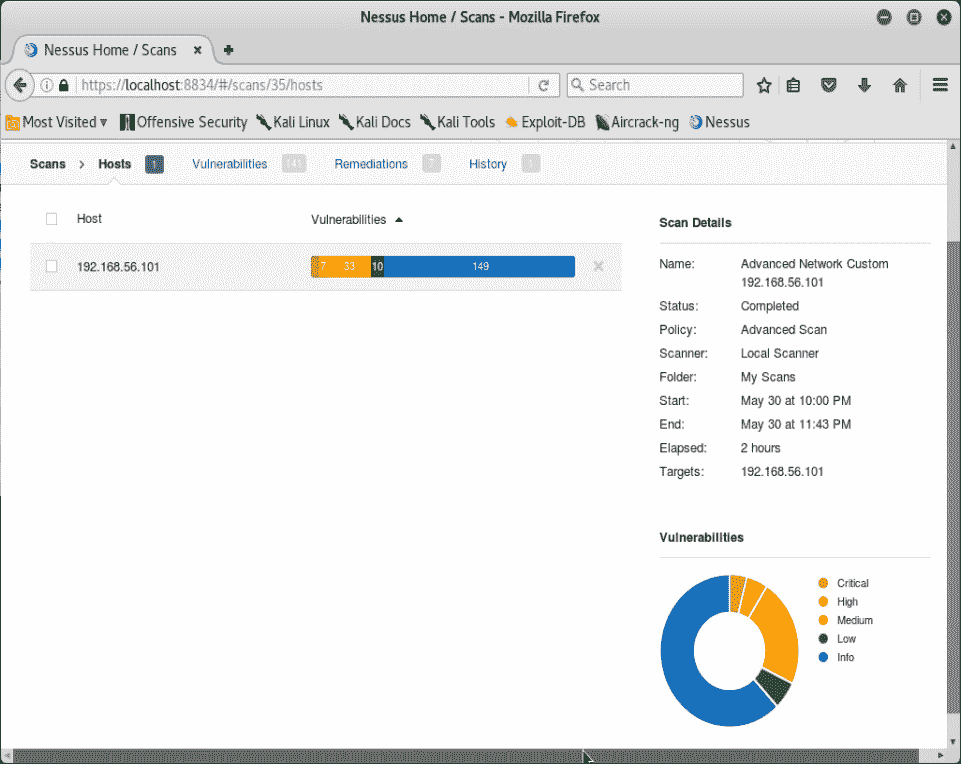 Nessus Home / Scans - Mozilla Firefox
Nessus Home / Scans
https://localhost:8834/#/scans/35/hosts
Search
Most Visited Offensive Security Kali Linux Kali Docs Kali Tools Exploit-DB Aircrack-ng Nessus
Scans > Hosts 1 Vulnerabilities 141 Remediations 7 History 1
Host Vulnerabilities
192.168.56.101 7 33 10 149
Scan Details
Name: Advanced Network Custom
192.168.56.101
Status: Completed
Policy: Advanced Scan
Scanner: Local Scanner
Folder: My Scans
Start: May 30 at 10:00 PM
End: May 30 at 11:43 PM
Elapsed: 2 hours
Targets: 192.168.56.101
Vulnerabilities
Critical
High
Medium
Low
Info